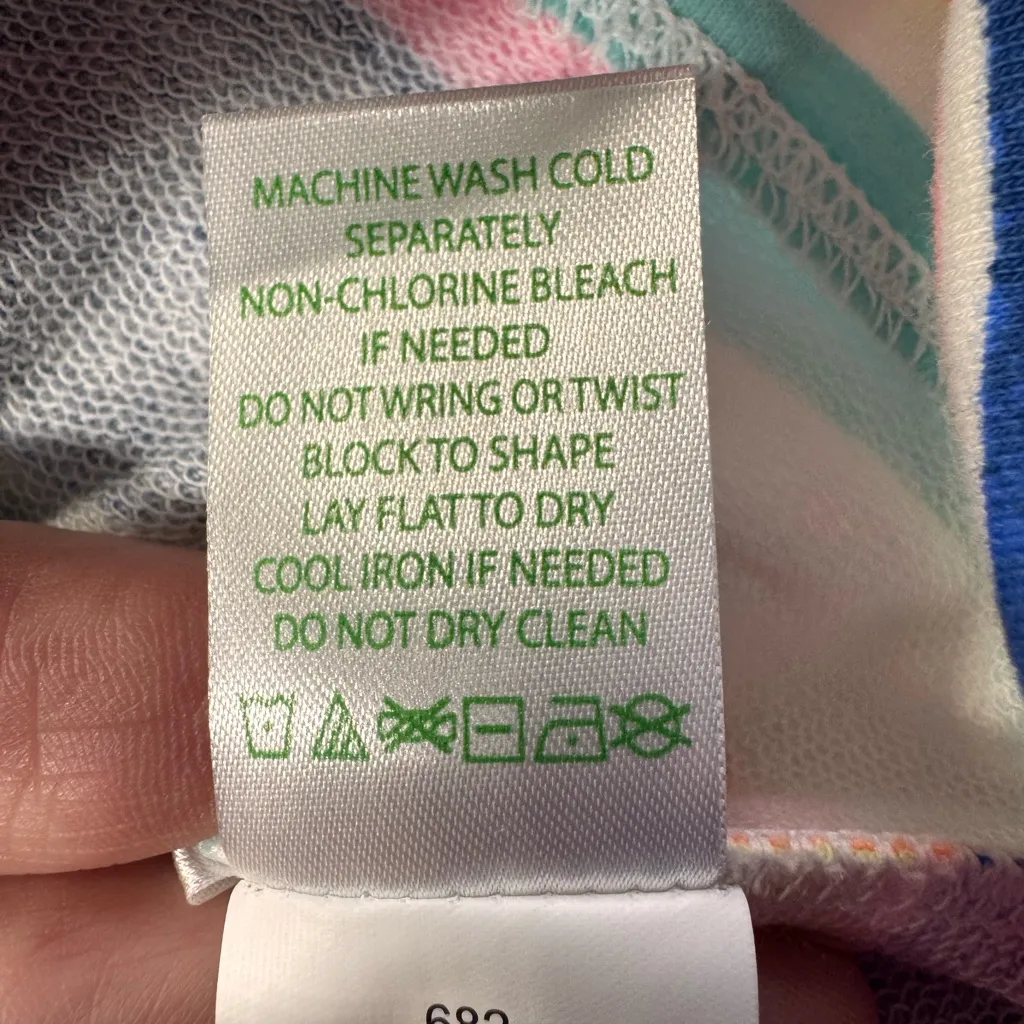 MACHINE WASH COLD
SEPARATELY
NON-CHLORINE BLEACH
IF NEEDED
DO NOT WRING OR TWIST
BLOCK TO SHAPE
LAY FLAT TO DRY
COOL IRON IF NEEDED
DO NOT DRY CLEAN